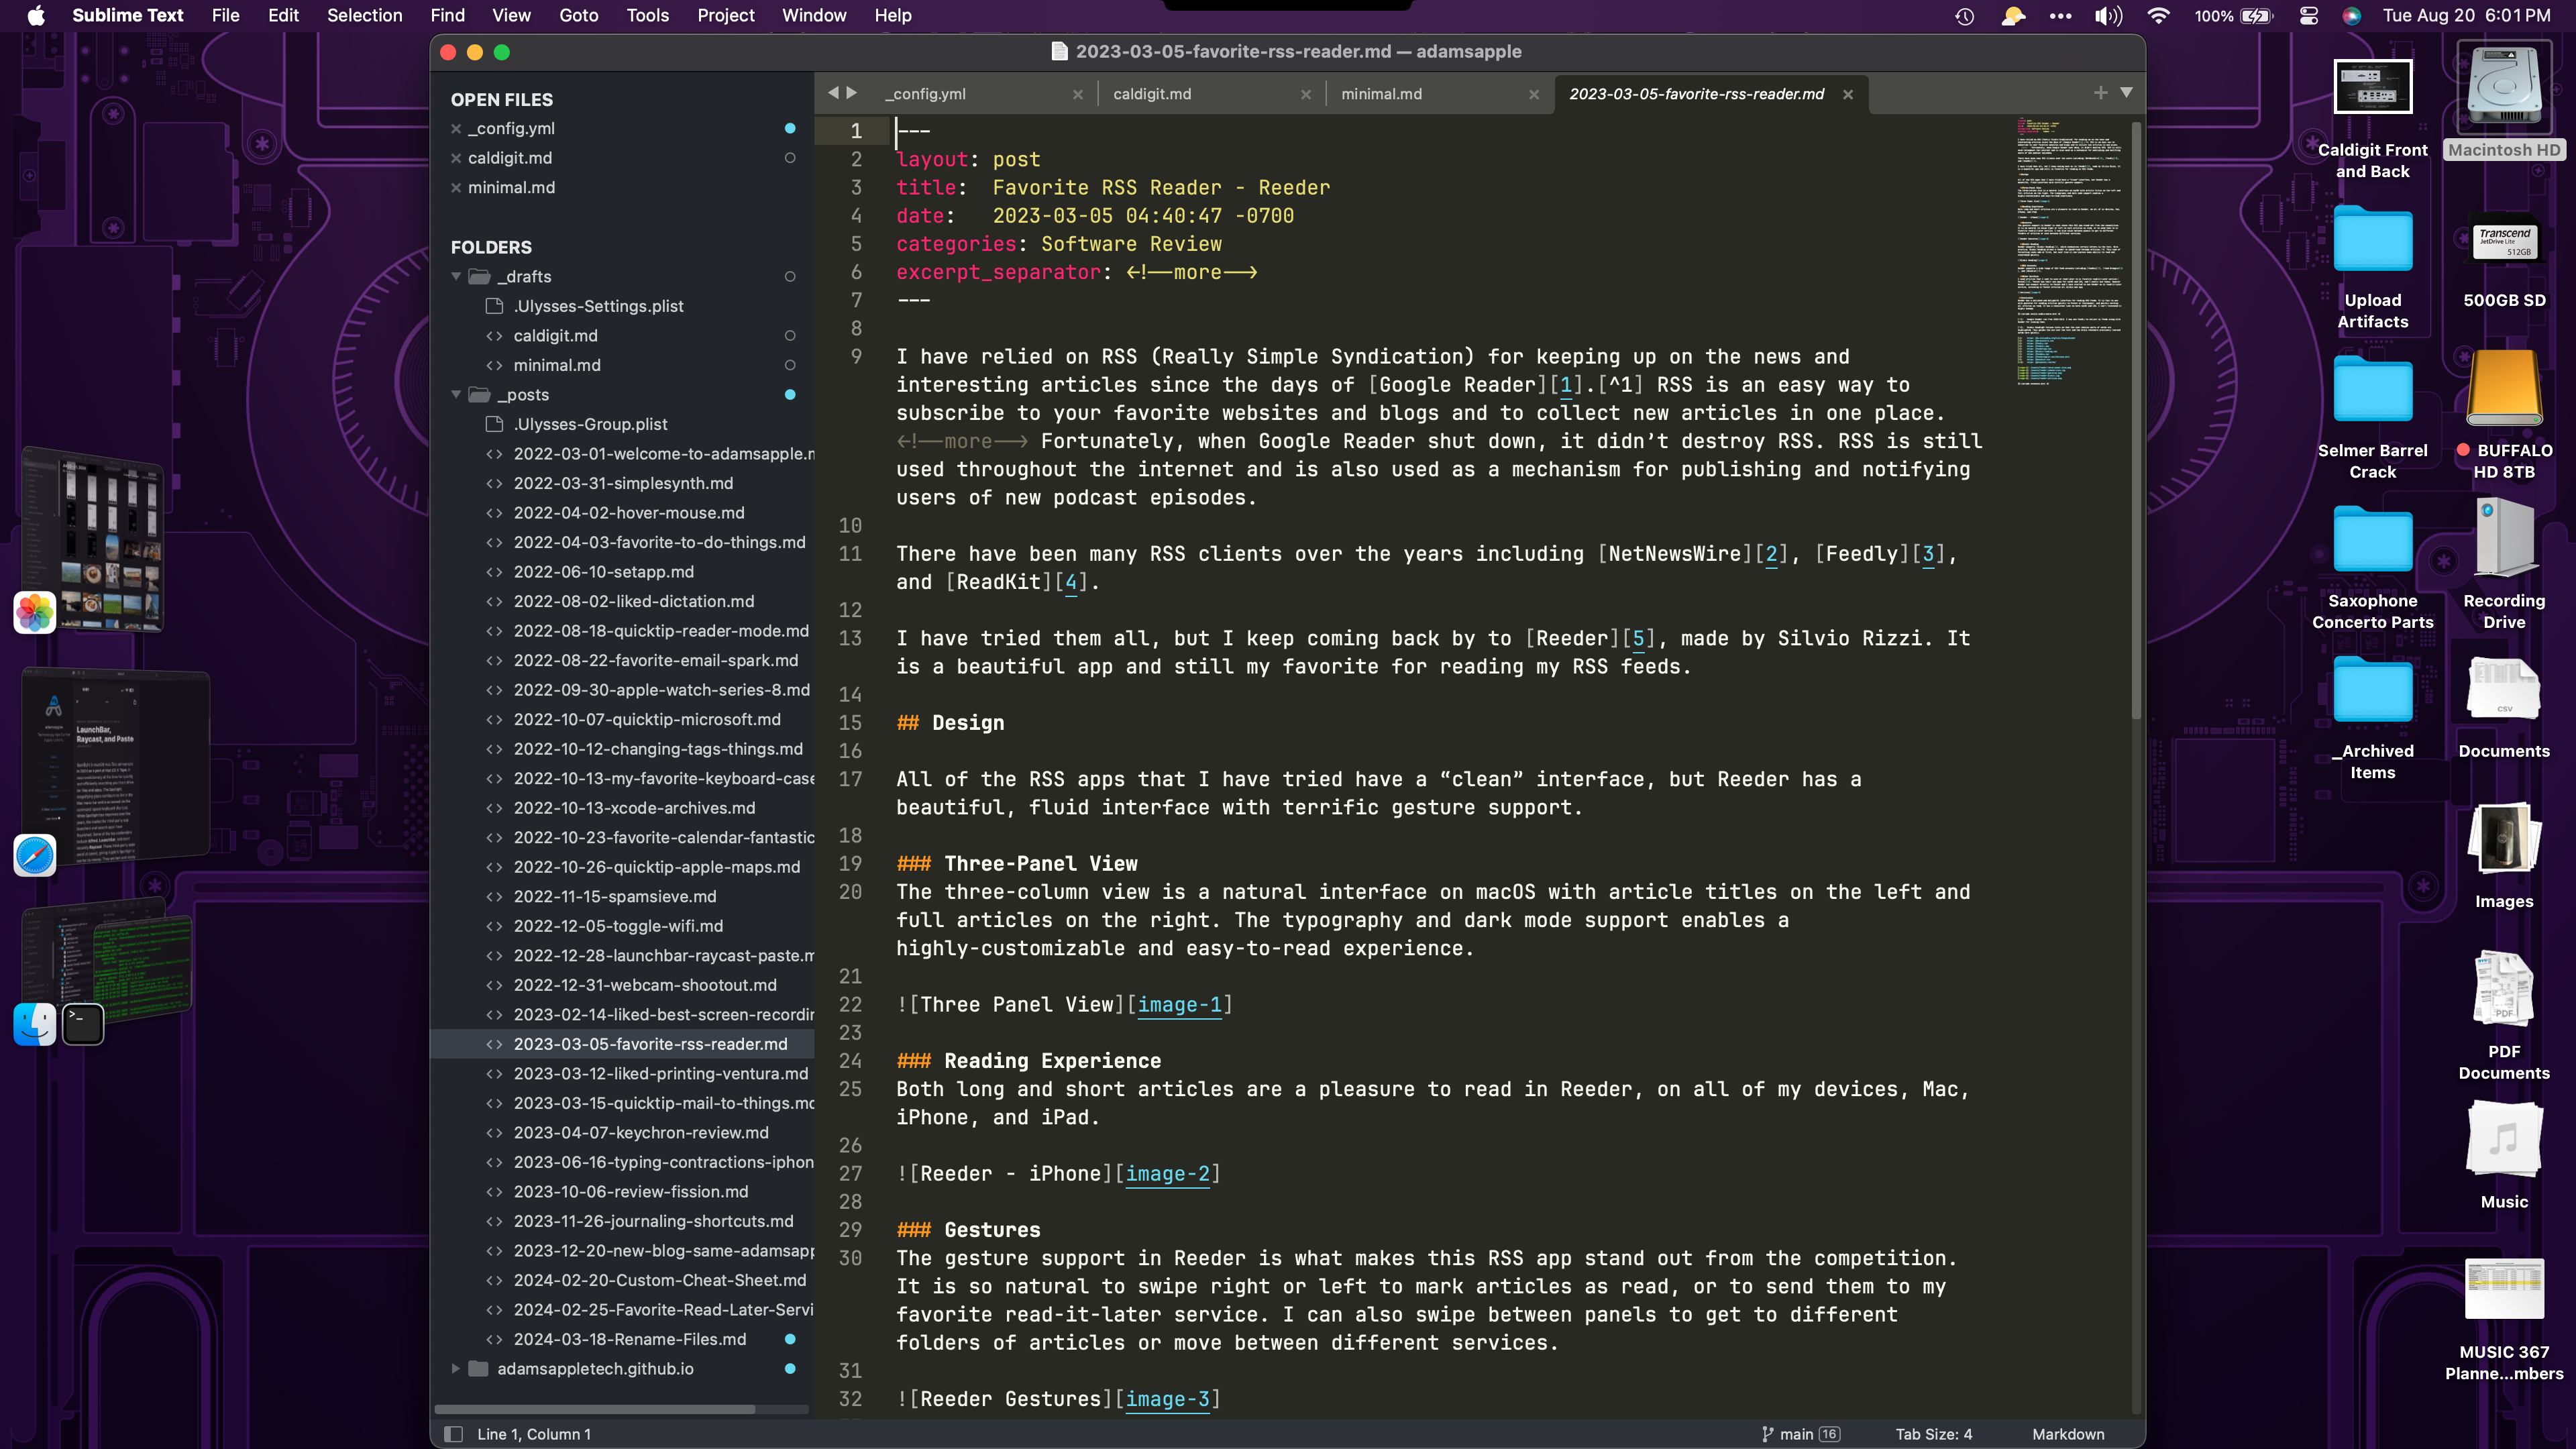 Sublime Text File Edit Selection Find View Goto Tools Project Window Help
100% Tue Aug 20 6:01 PM
2023-03-05-favorite-rss-reader.md — adamsapple
OPEN FILES
_config.yml
caldigit.md
minimal.md
FOLDERS
_drafts
.Ulysses-Settings.plist
caldigit.md
minimal.md
_posts
.Ulysses-Group.plist
2022-03-01-welcome-to-adamsapple.m
2022-03-31-simplesynth.md
2022-04-02-hover-mouse.md
2022-04-03-favorite-to-do-things.md
2022-06-10-setapp.md
2022-08-02-liked-dictation.md
2022-08-18-quicktip-reader-mode.md
2022-08-22-favorite-email-spark.md
2022-09-30-apple-watch-series-8.md
2022-10-07-quicktip-microsoft.md
2022-10-12-changing-tags-things.md
2022-10-13-my-favorite-keyboard-case
2022-10-13-xcode-archives.md
2022-10-23-favorite-calendar-fantastic
2022-10-26-quicktip-apple-maps.md
2022-11-15-spamsieve.md
2022-12-05-toggle-wifi.md
2022-12-28-launchbar-raycast-paste.m
2022-12-31-webcam-shootout.md
2023-02-14-liked-best-screen-recordin
2023-03-05-favorite-rss-reader.md
2023-03-12-liked-printing-ventura.md
2023-03-15-quicktip-mail-to-things.md
2023-04-07-keychron-review.md
2023-06-16-typing-contractions-iphon
2023-10-06-review-fission.md
2023-11-26-journaling-shortcuts.md
2023-12-20-new-blog-same-adamsapp
2024-02-20-Custom-Cheat-Sheet.md
2024-02-25-Favorite-Read-Later-Servi
2024-03-18-Rename-Files.md
adamsappletech.github.io
_config.yml caldigit.md minimal.md 2023-03-05-favorite-rss-reader.md
1 ---
2 layout: post
3 title:  Favorite RSS Reader - Reeder
4 date:   2023-03-05 04:40:47 -0700
5 categories: Software Review
6 excerpt_separator: <!--more-->
7 ---
8
9 I have relied on RSS (Really Simple Syndication) for keeping up on the news and
interesting articles since the days of [Google Reader][1].[^1] RSS is an easy way to
subscribe to your favorite websites and blogs and to collect new articles in one place.
<!--more--> Fortunately, when Google Reader shut down, it didn’t destroy RSS. RSS is still
used throughout the internet and is also used as a mechanism for publishing and notifying
users of new podcast episodes.
10
11 There have been many RSS clients over the years including [NetNewsWire][2], [Feedly][3],
and [ReadKit][4].
12
13 I have tried them all, but I keep coming back by to [Reeder][5], made by Silvio Rizzi. It
is a beautiful app and still my favorite for reading my RSS feeds.
14
15 ## Design
16
17 All of the RSS apps that I have tried have a “clean” interface, but Reeder has a
beautiful, fluid interface with terrific gesture support.
18
19 ### Three-Panel View
20 The three-column view is a natural interface on macOS with article titles on the left and
full articles on the right. The typography and dark mode support enables a
highly-customizable and easy-to-read experience.
21
22 ![Three Panel View][image-1]
23
24 ### Reading Experience
25 Both long and short articles are a pleasure to read in Reeder, on all of my devices, Mac,
iPhone, and iPad.
26
27 ![Reeder - iPhone][image-2]
28
29 ### Gestures
30 The gesture support in Reeder is what makes this RSS app stand out from the competition.
It is so natural to swipe right or left to mark articles as read, or to send them to my
favorite read-it-later service. I can also swipe between panels to get to different
folders of articles or move between different services.
31
32 ![Reeder Gestures][image-3]
Line 1, Column 1 main 16 Tab Size: 4 Markdown
LaunchBar,
Raycast, and Paste
Caldigit Front
and Back
Upload
Artifacts
Selmer Barrel
Crack
Saxophone
Concerto Parts
_Archived
Items
Macintosh HD
Transcend
JetDrive Lite
512GB
500GB SD
BUFFALO
HD 8TB
Recording
Drive
CSV
Documents
Images
PDF
PDF
Documents
Music
MUSIC 367
Planne...mbers